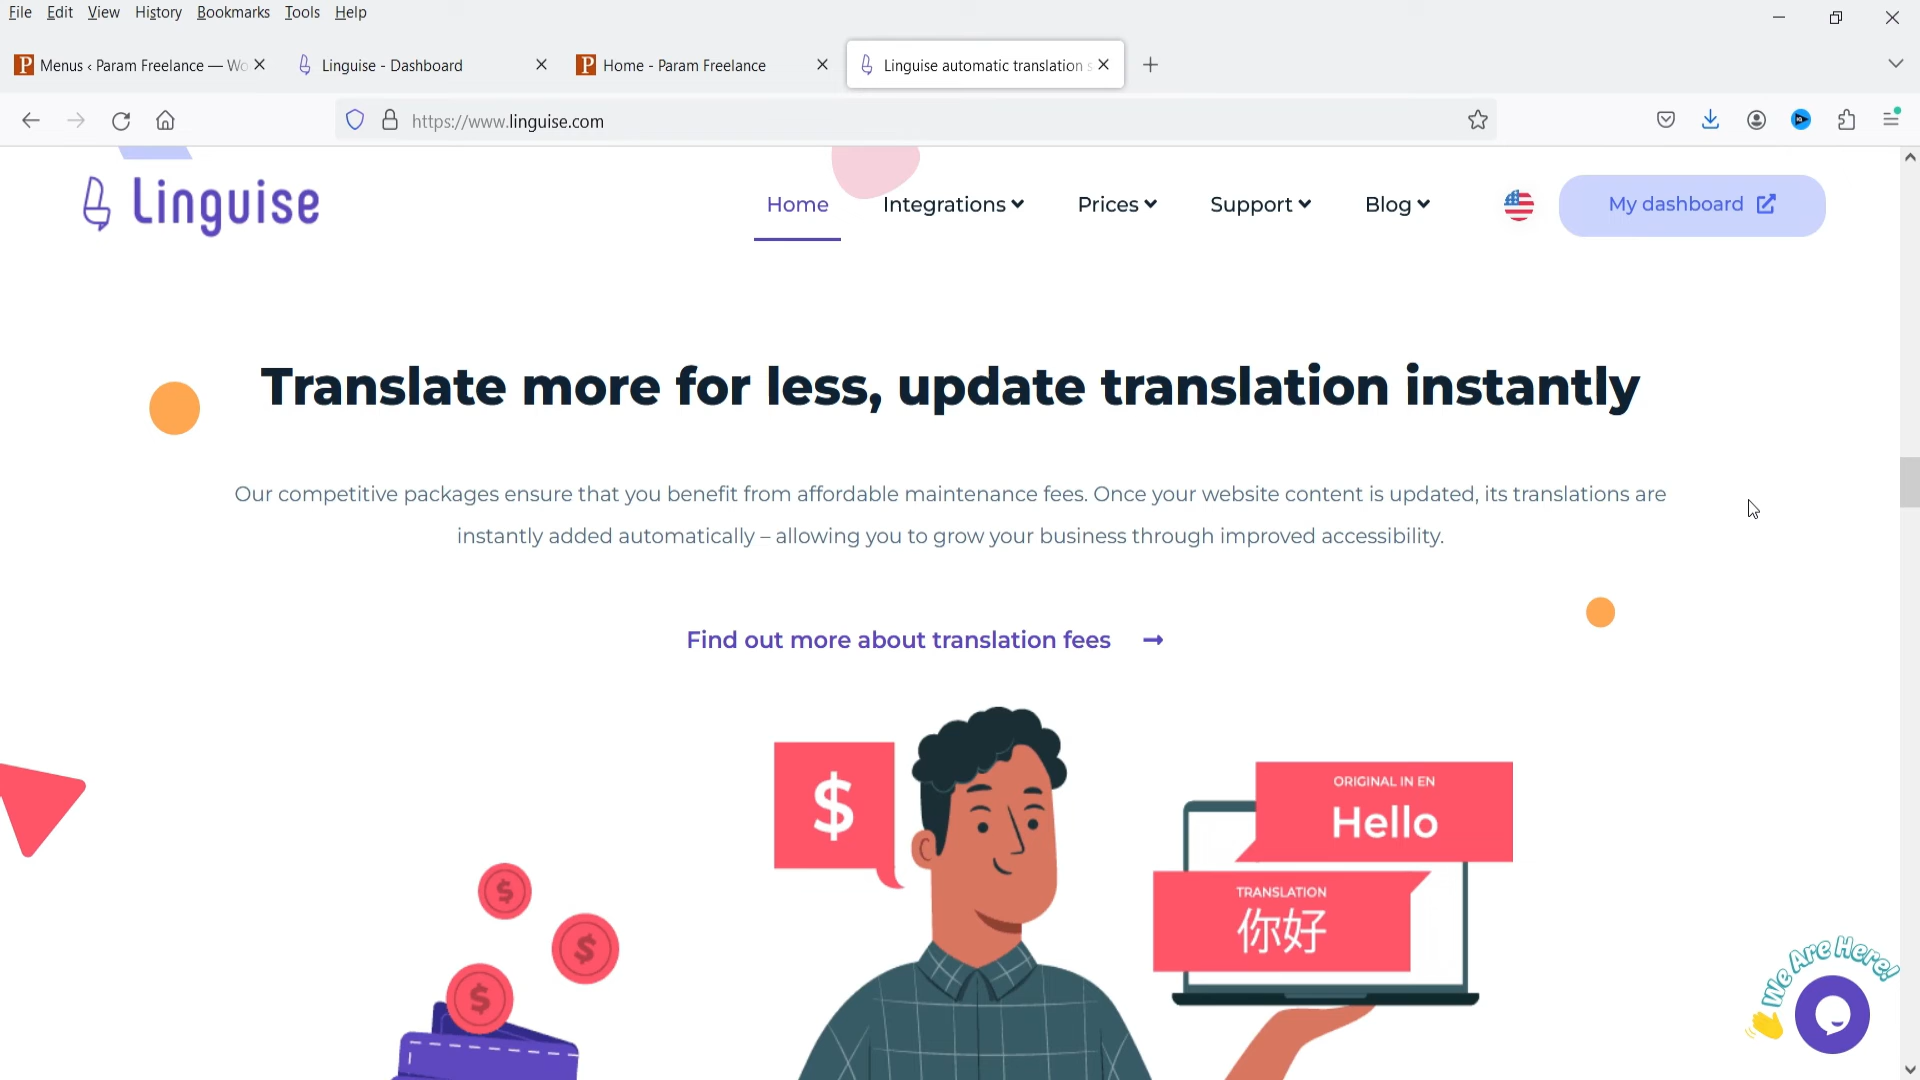 File Edit View History Bookmarks Tools Help
Menus ‹ Param Freelance — Wo
Linguise - Dashboard
Home - Param Freelance
Linguise automatic translation s
https://www.linguise.com
Linguise
Home
Integrations
Prices
Support
Blog
My dashboard
Translate more for less, update translation instantly
Our competitive packages ensure that you benefit from affordable maintenance fees. Once your website content is updated, its translations are
instantly added automatically – allowing you to grow your business through improved accessibility.
Find out more about translation fees
$
ORIGINAL IN EN
Hello
TRANSLATION
你好
$
$
$
We Are Here!